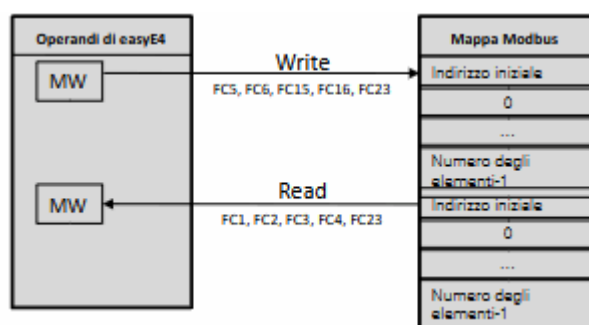 Operandi di easyE4
MW
Write
FC5, FC6, FC15, FC16, FC23
MW
Read
FC1, FC2, FC3, FC4, FC23
Mappa Modbus
Indirizzo iniziale
0
...
Numero degli
elementi-1
Indirizzo iniziale
0
...
Numero degli
elementi-1